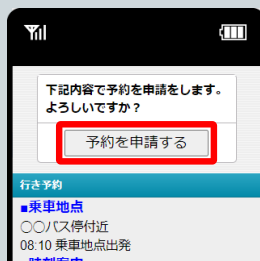 下記内容で予約を申請をします。
よろしいですか？
予約を申請する
行き予約
■乗車地点
○○バス停付近
08:10 乗車地点出発